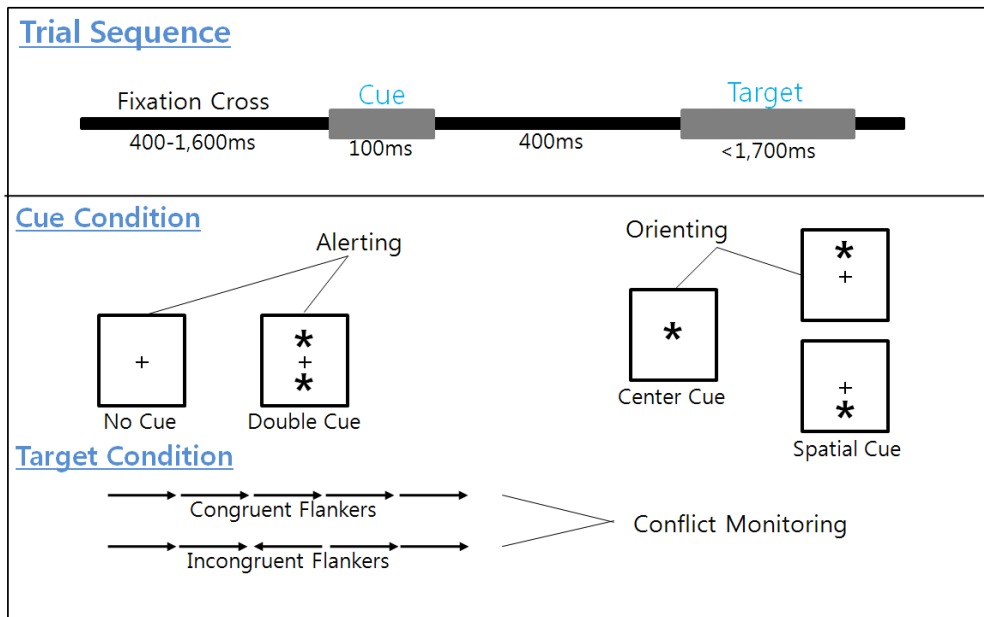 Trial Sequence
Fixation Cross
Cue
Target
400-1,600ms
100ms
400ms
<1,700ms
Cue Condition
Alerting
Orienting
No Cue
Double Cue
Center Cue
Spatial Cue
Target Condition
Congruent Flankers
Incongruent Flankers
Conflict Monitoring